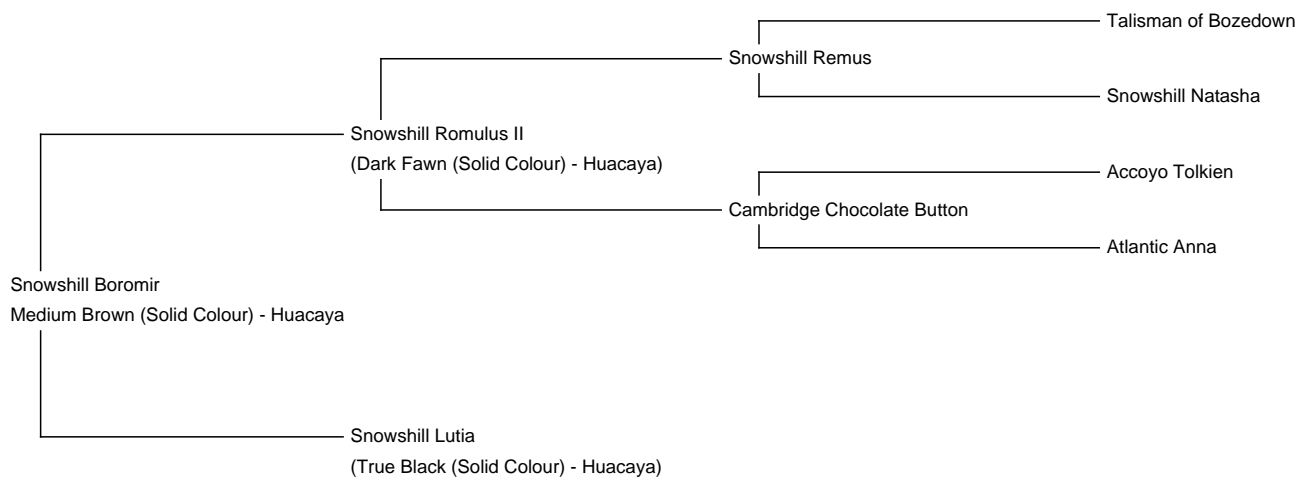 Talisman of Bozedown
Snowshill Remus
Snowshill Natasha
Snowshill Romulus II
(Dark Fawn (Solid Colour) - Huacaya)
Accoyo Tolkien
Cambridge Chocolate Button
Atlantic Anna
Snowshill Boromir
Medium Brown (Solid Colour) - Huacaya
Snowshill Lutia
(True Black (Solid Colour) - Huacaya)